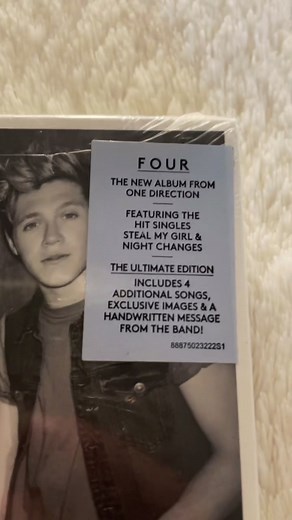 FOUR
THE NEW ALBUM FROM
ONE DIRECTION
FEATURING THE
HIT SINGLES
STEAL MY GIRL &
NIGHT CHANGES
THE ULTIMATE EDITION
INCLUDES 4
ADDITIONAL SONGS,
EXCLUSIVE IMAGES & A
HANDWRITTEN MESSAGE
FROM THE BAND!
88875023222S1